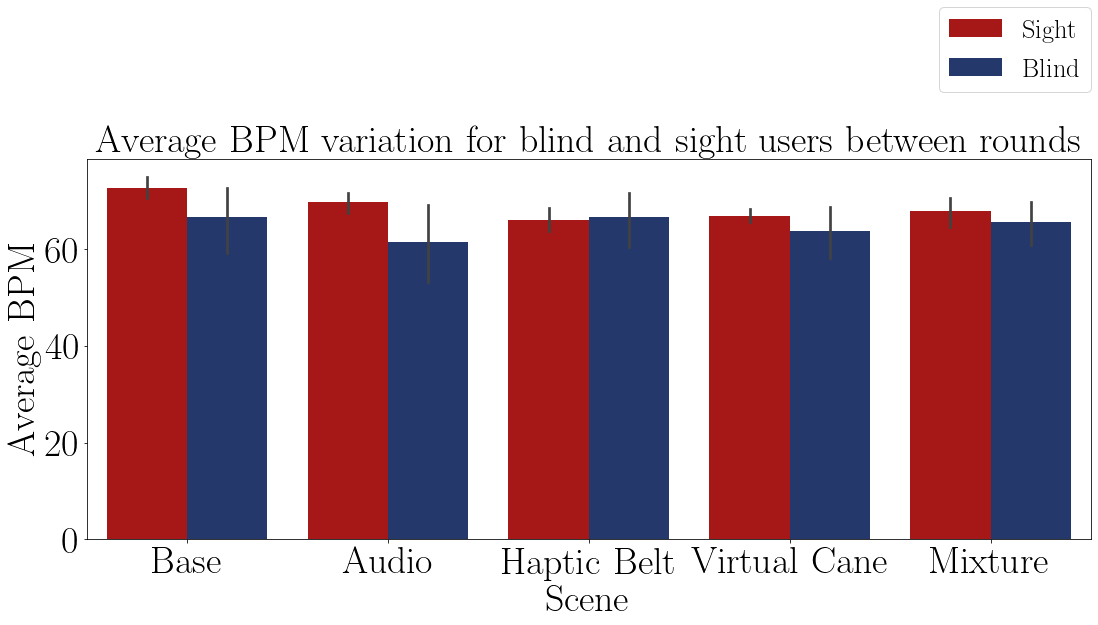 Sight
Blind
Average BPM variation for blind and sight users between rounds
Average BPM
60
40
20
0
Base Audio Haptic Belt Virtual Cane Mixture
Scene